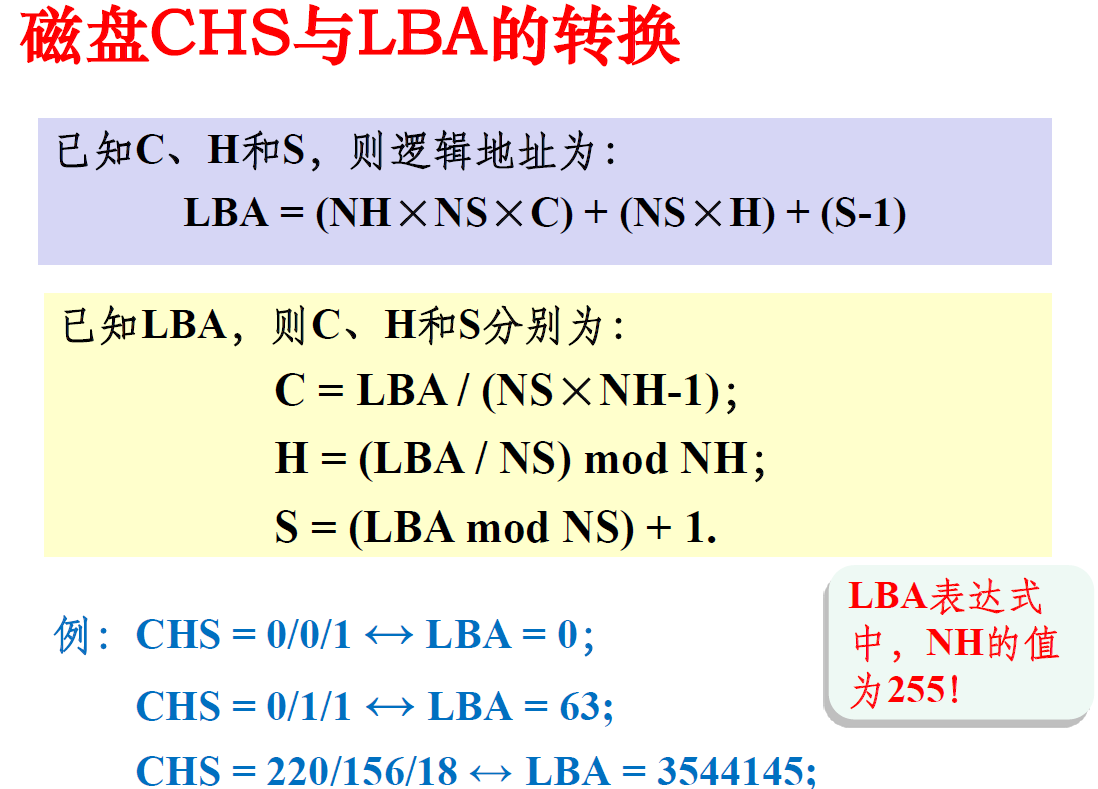 磁盘CHS与LBA的转换
已知C、H和S，则逻辑地址为：
LBA = (NH×NS×C) + (NS×H) + (S-1)
已知LBA，则C、H和S分别为：
C = LBA / (NS×NH-1)；
H = (LBA / NS) mod NH；
S = (LBA mod NS) + 1.
例：CHS = 0/0/1 ↔ LBA = 0；
CHS = 0/1/1 ↔ LBA = 63;
CHS = 220/156/18 ↔ LBA = 3544145;
LBA表达式
中，NH的值
为255！